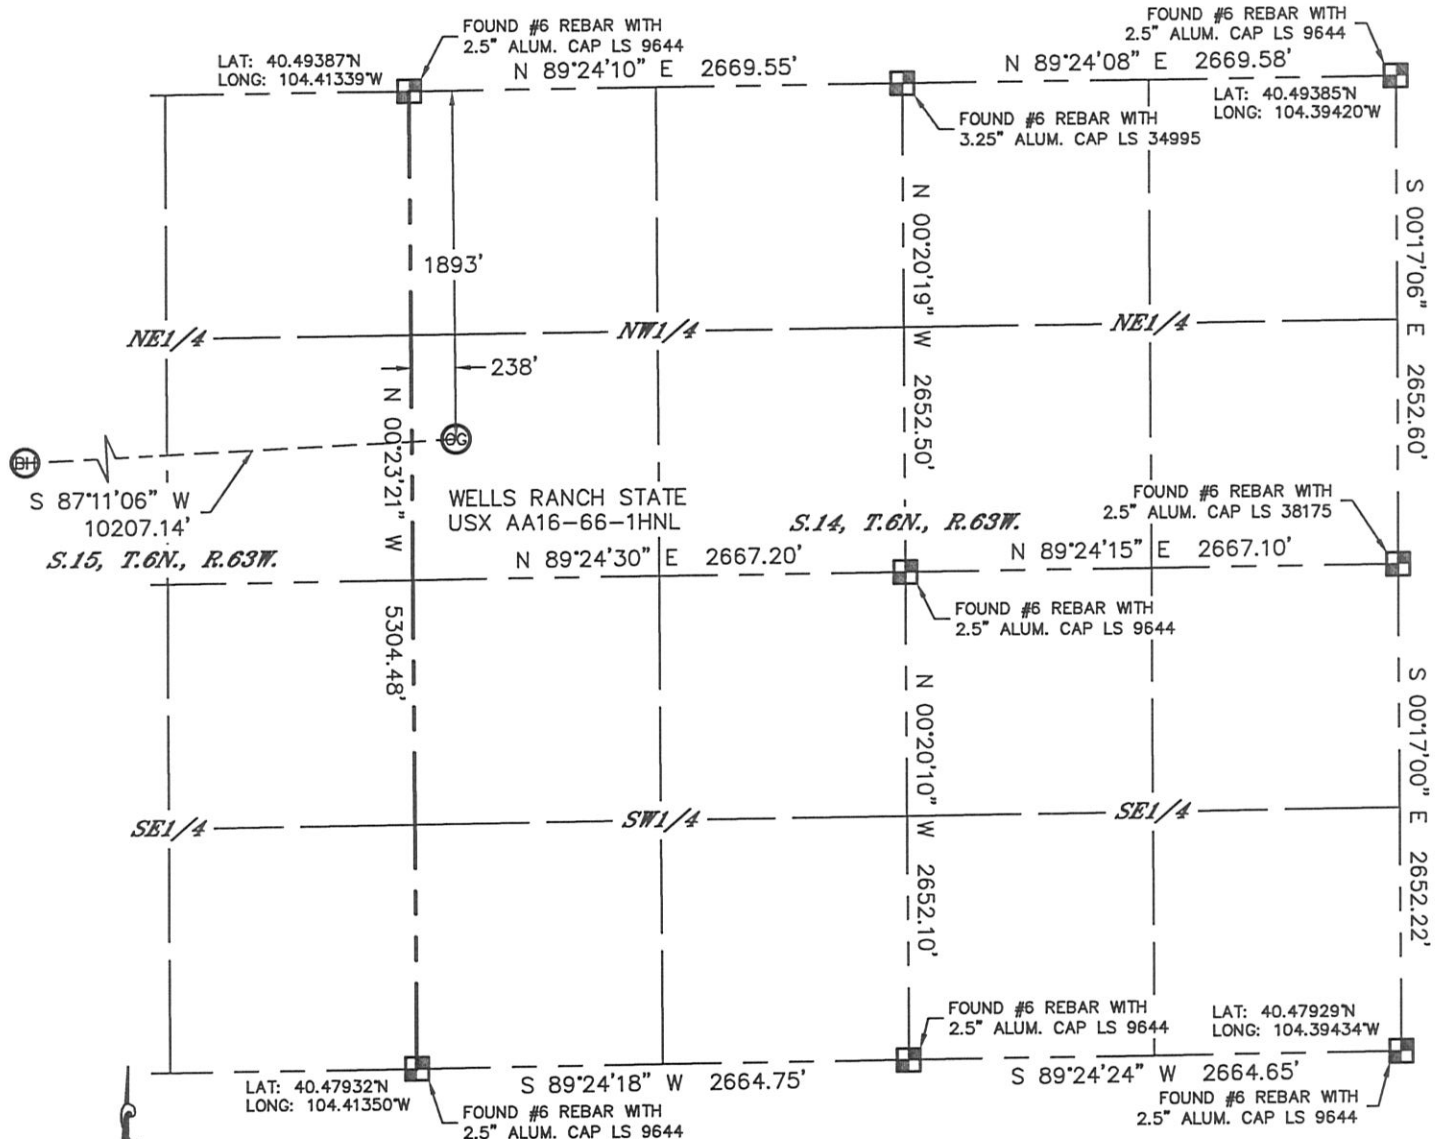 FOUND #6 REBAR WITH
2.5" ALUM. CAP LS 9644
FOUND #6 REBAR WITH
2.5" ALUM. CAP LS 9644
LAT: 40.49387°N
LONG: 104.41339°W
N 89°24'10" E 2669.55'
N 89°24'08" E 2669.58'
LAT: 40.49385°N
LONG: 104.39420°W
FOUND #6 REBAR WITH
3.25" ALUM. CAP LS 34995
1893'
N 00°20'19" W 2652.50'
S 00°17'06" E 2652.60'
NE1/4
NW1/4
NE1/4
238'
N 00°23'21" W 5304.48'
BH
OG
S 87°11'06" W
10207.14'
WELLS RANCH STATE
USX AA16-66-1HNL
FOUND #6 REBAR WITH
2.5" ALUM. CAP LS 38175
S.15, T.6N., R.63W.
S.14, T.6N., R.63W.
N 89°24'30" E 2667.20'
N 89°24'15" E 2667.10'
FOUND #6 REBAR WITH
2.5" ALUM. CAP LS 9644
N 00°20'10" W 2652.10'
S 00°17'00" E 2652.22'
SE1/4
SW1/4
SE1/4
FOUND #6 REBAR WITH
2.5" ALUM. CAP LS 9644
LAT: 40.47929°N
LONG: 104.39434°W
LAT: 40.47932°N
LONG: 104.41350°W
S 89°24'18" W 2664.75'
S 89°24'24" W 2664.65'
FOUND #6 REBAR WITH
2.5" ALUM. CAP LS 9644
FOUND #6 REBAR WITH
2.5" ALUM. CAP LS 9644